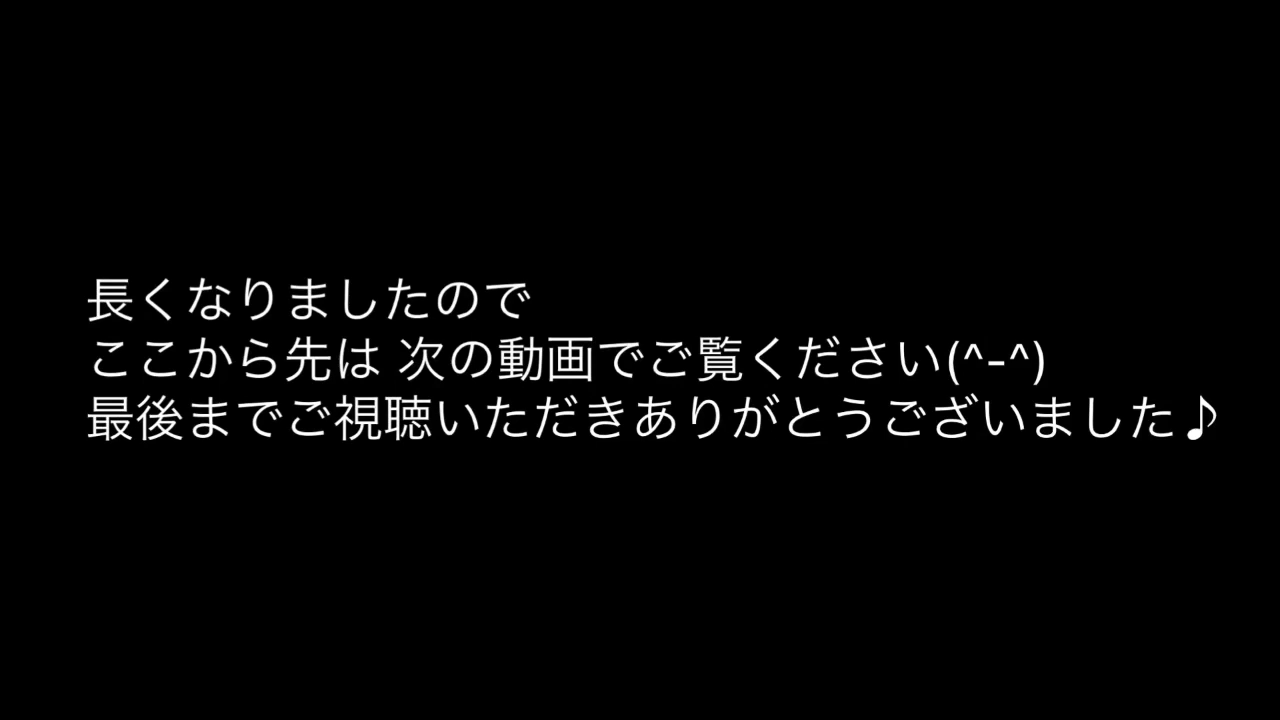 長くなりましたので
ここから先は 次の動画でご覧ください(^-^)
最後までご視聴いただきありがとうございました♪